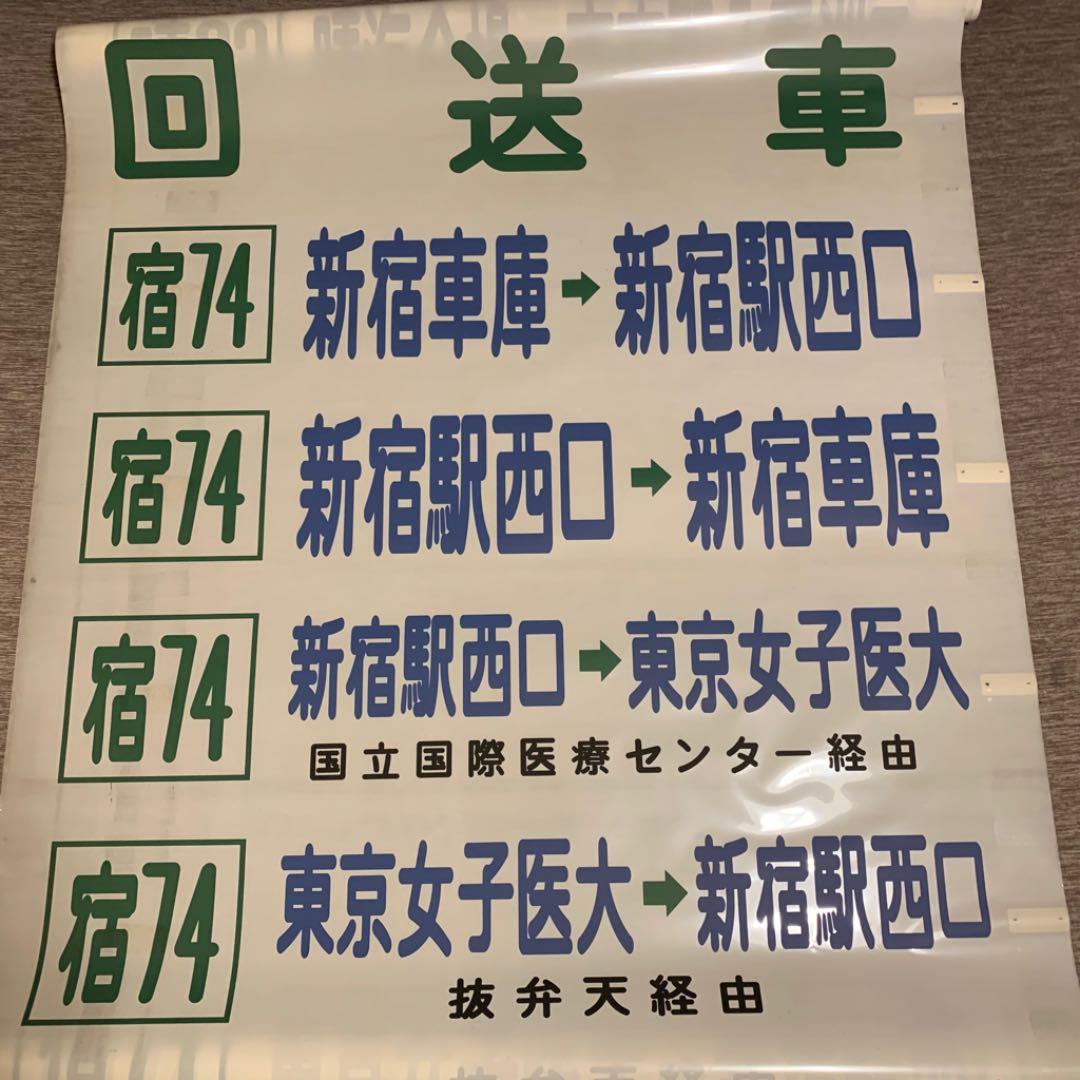 回送車
宿74 新宿車庫➡新宿駅西口
宿74 新宿駅西口➡新宿車庫
宿74 新宿駅西口➡東京女子医大
国立国際医療センター経由
宿74 東京女子医大➡新宿駅西口
抜弁天経由